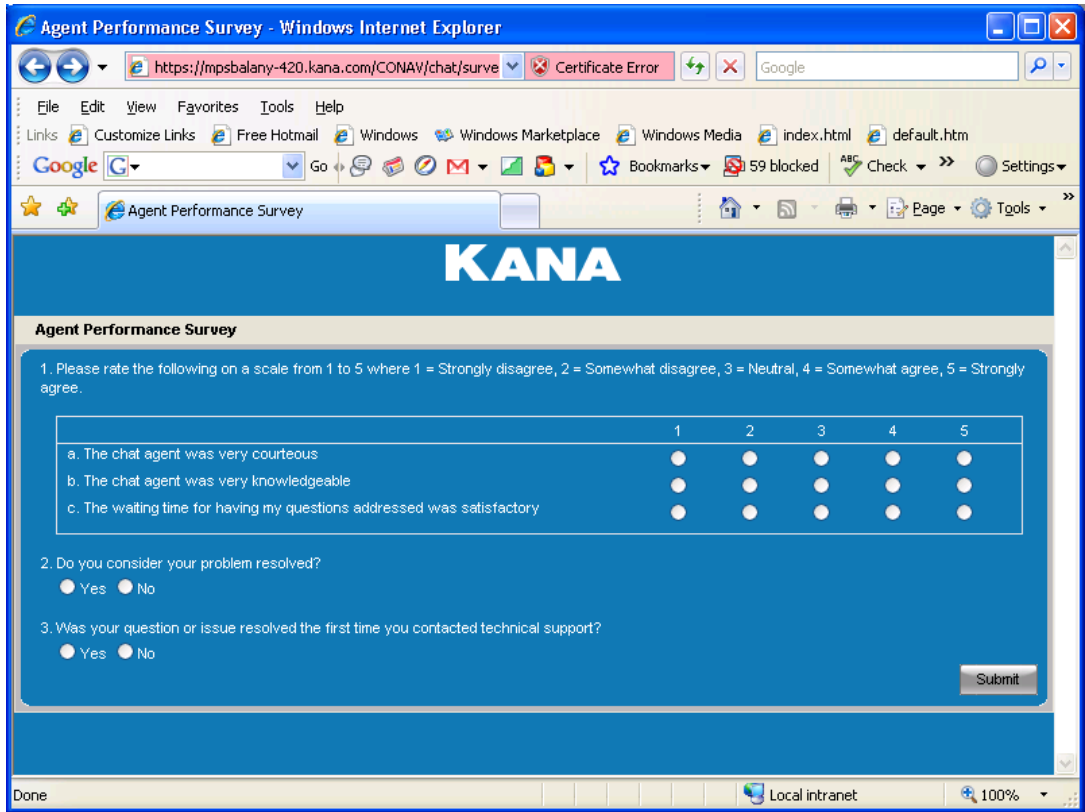 Agent Performance Survey - Windows Internet Explorer
https://mpsbalany-420.kana.com/CONAV/chat/surve Certificate Error Google
File Edit View Favorites Tools Help
Links Customize Links Free Hotmail Windows Windows Marketplace Windows Media index.html default.htm
Google G Go Bookmarks 59 blocked ABC Check >> Settings
Agent Performance Survey Page Tools >>
KANA
Agent Performance Survey
1. Please rate the following on a scale from 1 to 5 where 1 = Strongly disagree, 2 = Somewhat disagree, 3 = Neutral, 4 = Somewhat agree, 5 = Strongly
agree.
1 2 3 4 5
a. The chat agent was very courteous
b. The chat agent was very knowledgeable
c. The waiting time for having my questions addressed was satisfactory
2. Do you consider your problem resolved?
Yes No
3. Was your question or issue resolved the first time you contacted technical support?
Yes No
Submit
Done Local intranet 100%